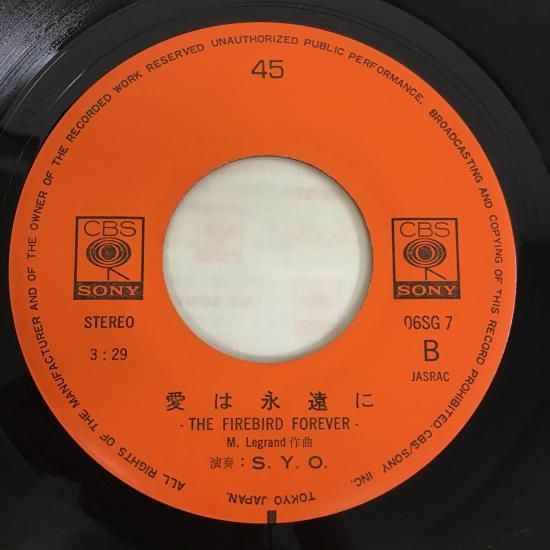 ALL RIGHTS OF THE MANUFACTURER AND OF THE OWNER OF THE RECORDED WORK RESERVED UNAUTHORIZED PUBLIC PERFORMANCE, BROADCASTING AND COPYING OF THIS RECORD PROHIBITED. CBS/SONY INC. TOKYO JAPAN.
45
CBS
SONY
CBS
SONY
STEREO
3:29
06SG 7
B
JASRAC
愛は永遠に
- THE FIREBIRD FOREVER -
M. Legrand 作曲
演奏: S. Y. O.